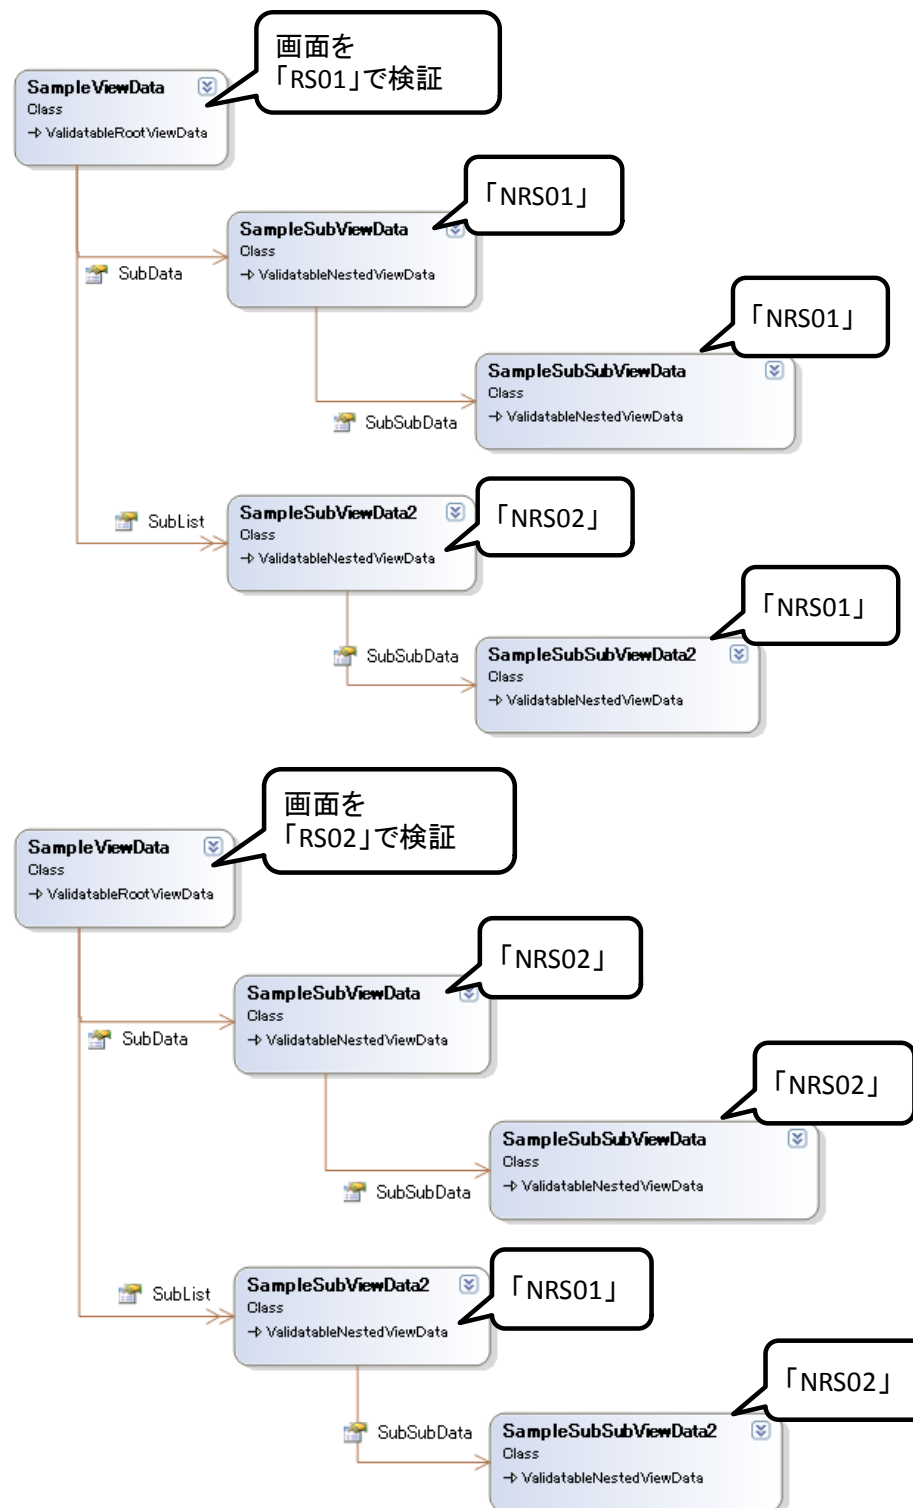 画面を
「RS01」で検証
SampleViewData
Class
→ ValidatableRootViewData
「NRS01」
SampleSubViewData
Class
→ ValidatableNestedViewData
SubData
「NRS01」
SampleSubSubViewData
Class
→ ValidatableNestedViewData
SubSubData
「NRS02」
SampleSubViewData2
Class
→ ValidatableNestedViewData
SubList
「NRS01」
SampleSubSubViewData2
Class
→ ValidatableNestedViewData
SubSubData
画面を
「RS02」で検証
SampleViewData
Class
→ ValidatableRootViewData
「NRS02」
SampleSubViewData
Class
→ ValidatableNestedViewData
SubData
「NRS02」
SampleSubSubViewData
Class
→ ValidatableNestedViewData
SubSubData
「NRS01」
SampleSubViewData2
Class
→ ValidatableNestedViewData
SubList
「NRS02」
SampleSubSubViewData2
Class
→ ValidatableNestedViewData
SubSubData